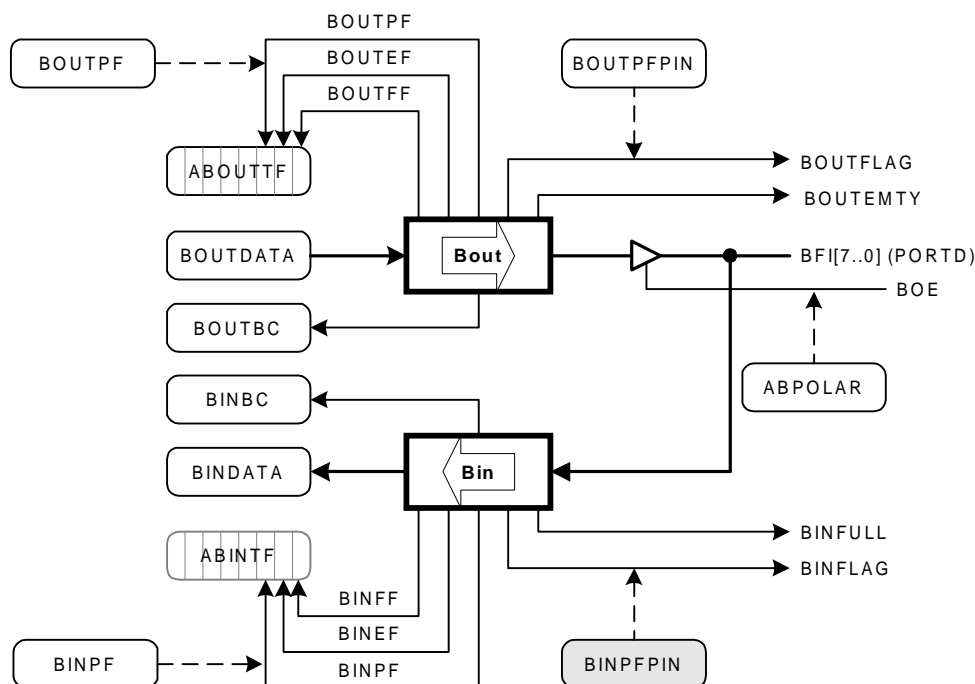 BOUTPF
BOUTPF
BOUTEF
BOUTFF
BOUTPFPIN
ABOUTTF
BOUTFLAG
BOUTEMTY
BOUTDATA
Bout
BFI[7..0] (PORTD)
BOE
BOUTBC
ABPOLAR
BINBC
BINDATA
Bin
BINFULL
ABINTF
BINFLAG
BINFF
BINEF
BINPF
BINPF
BINPFPIN